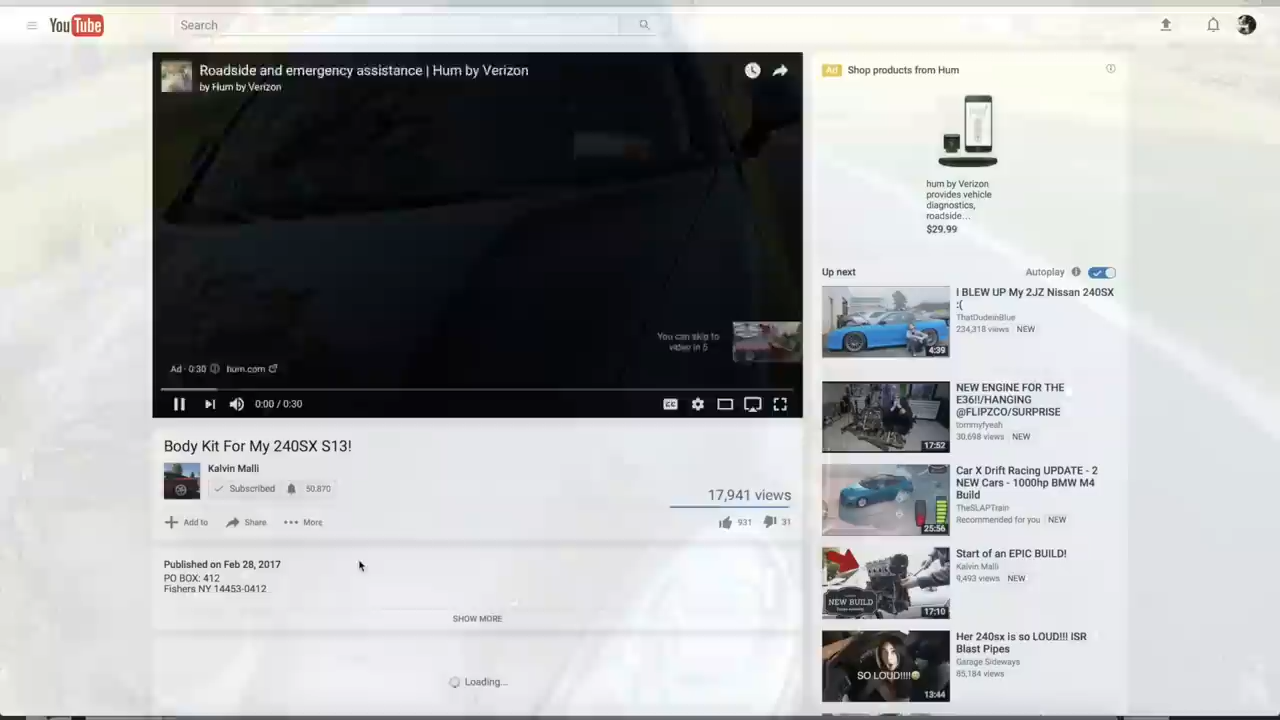 YouTube
Search
Roadside and emergency assistance | Hum by Verizon
by Hum by Verizon
You can skip to
video in 5
Ad · 0:30
hum.com
0:00 / 0:30
CC
Body Kit For My 240SX S13!
Kalvin Malli
Subscribed
50,870
17,941 views
Add to
Share
More
931
31
Published on Feb 28, 2017
PO BOX: 412
Fishers NY 14453-0412
SHOW MORE
Loading...
Ad
Shop products from Hum
hum by Verizon
provides vehicle
diagnostics,
roadside...
$29.99
Up next
Autoplay
I BLEW UP My 2JZ Nissan 240SX
:(
ThatDudeinBlue
234,318 views NEW
4:39
NEW ENGINE FOR THE
E36!!/HANGING
@FLIPZCO/SURPRISE
tommyfyeah
30,698 views NEW
17:52
Car X Drift Racing UPDATE - 2
NEW Cars - 1000hp BMW M4
Build
TheSLAPTrain
Recommended for you NEW
25:56
Start of an EPIC BUILD!
Kalvin Malli
9,493 views NEW
NEW BUILD
17:10
Her 240sx is so LOUD!!! ISR
Blast Pipes
Garage Sideways
85,184 views
SO LOUD!!!!
13:44